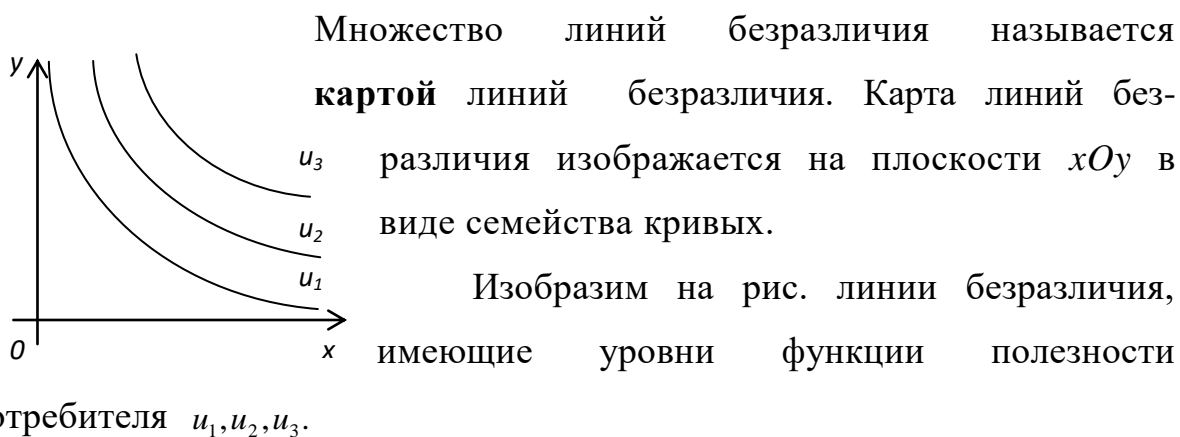 Множество линий безразличия называется
картой линий безразличия. Карта линий без-
различия изображается на плоскости xOy в
виде семейства кривых.
Изобразим на рис. линии безразличия,
имеющие уровни функции полезности
отребителя u₁,u₂,u₃.
y
u₃
u₂
u₁
0
x